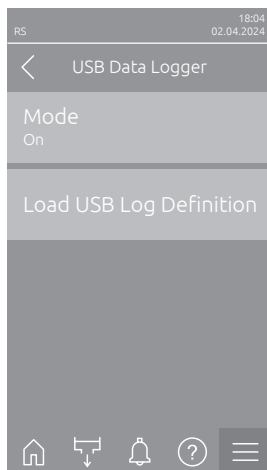 18:04
RS 02.04.2024
USB Data Logger
Mode
On
Load USB Log Definition
?